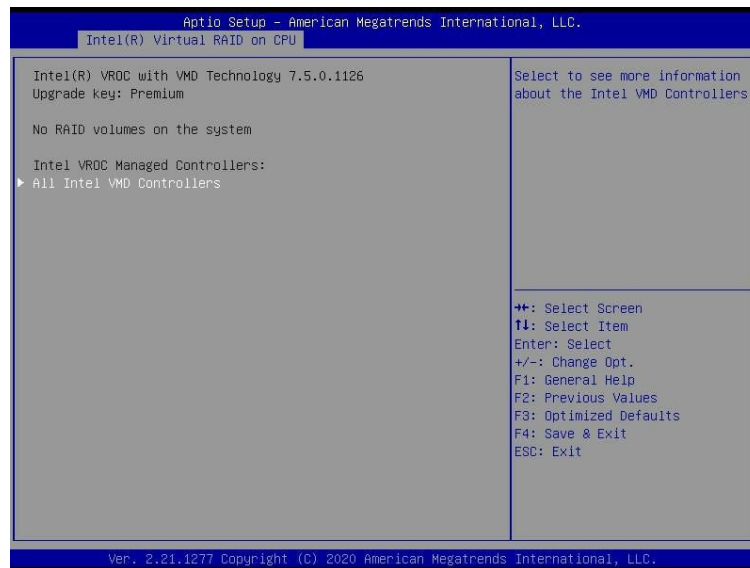 Aptio Setup – American Megatrends International, LLC.
Intel(R) Virtual RAID on CPU
Intel(R) VROC with VMD Technology 7.5.0.1126
Upgrade key: Premium
No RAID volumes on the system
Intel VROC Managed Controllers:
▶ All Intel VMD Controllers
Select to see more information
about the Intel VMD Controllers
→←: Select Screen
↑↓: Select Item
Enter: Select
+/-: Change Opt.
F1: General Help
F2: Previous Values
F3: Optimized Defaults
F4: Save & Exit
ESC: Exit
Ver. 2.21.1277 Copyright (C) 2020 American Megatrends International, LLC.